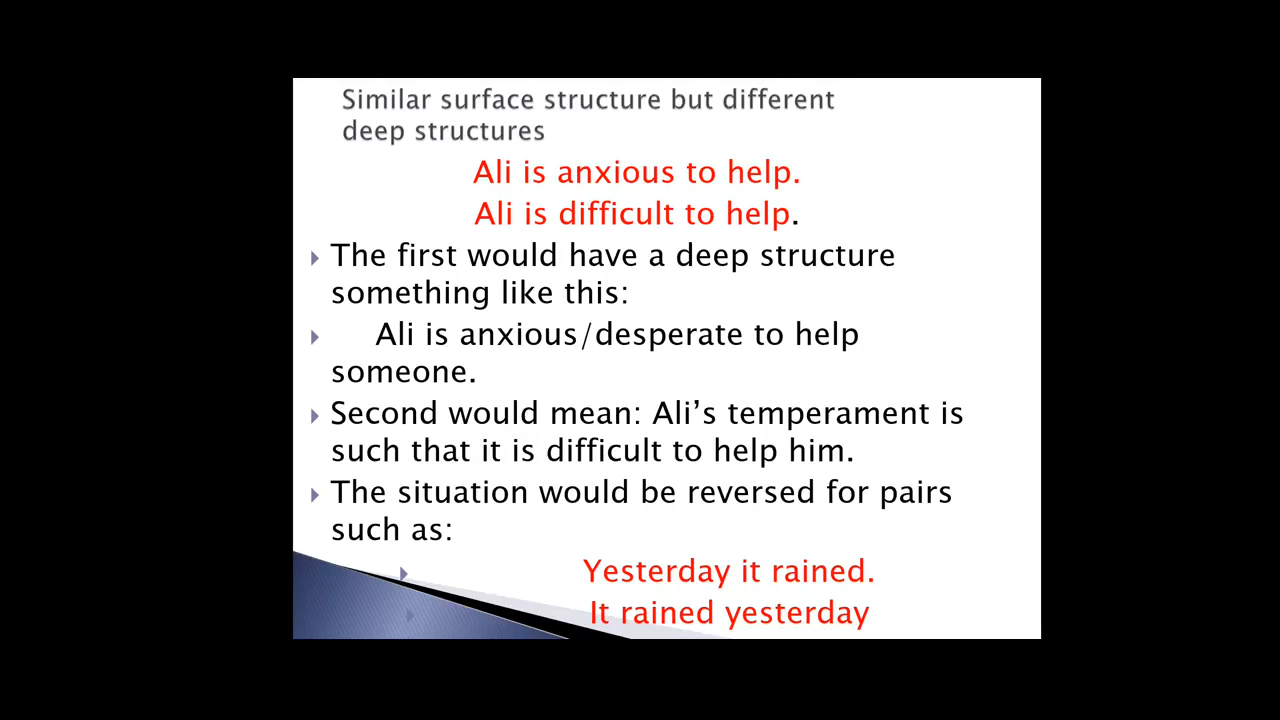 Similar surface structure but different
deep structures
Ali is anxious to help.
Ali is difficult to help.
The first would have a deep structure
something like this:
Ali is anxious/desperate to help
someone.
Second would mean: Ali’s temperament is
such that it is difficult to help him.
The situation would be reversed for pairs
such as:
Yesterday it rained.
It rained yesterday